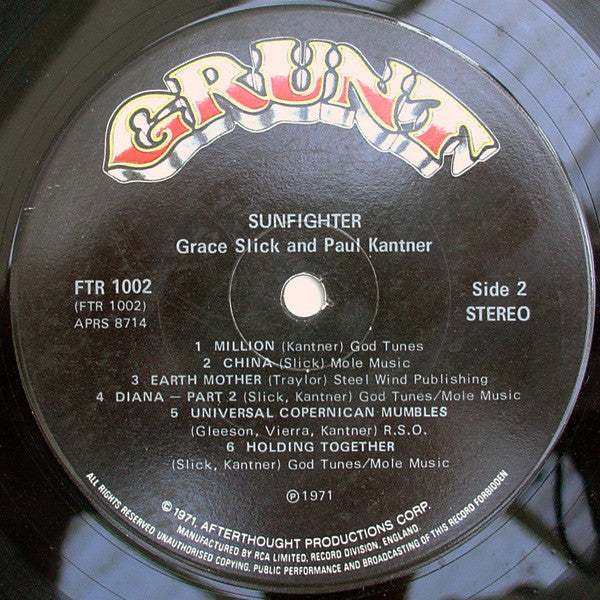 GRUNT
SUNFIGHTER
Grace Slick and Paul Kantner
FTR 1002
(FTR 1002)
APRS 8714
Side 2
STEREO
1 MILLION (Kantner) God Tunes
2 CHINA (Slick) Mole Music
3 EARTH MOTHER (Traylor) Steel Wind Publishing
4 DIANA — PART 2 (Slick, Kantner) God Tunes/Mole Music
5 UNIVERSAL COPERNICAN MUMBLES
(Gleeson, Vierra, Kantner) R.S.O.
6 HOLDING TOGETHER
(Slick, Kantner) God Tunes/Mole Music
℗ 1971
© 1971, AFTERTHOUGHT PRODUCTIONS CORP.
MANUFACTURED BY RCA LIMITED, RECORD DIVISION, ENGLAND.
ALL RIGHTS RESERVED. UNAUTHORISED COPYING, PUBLIC PERFORMANCE AND BROADCASTING OF THIS RECORD FORBIDDEN